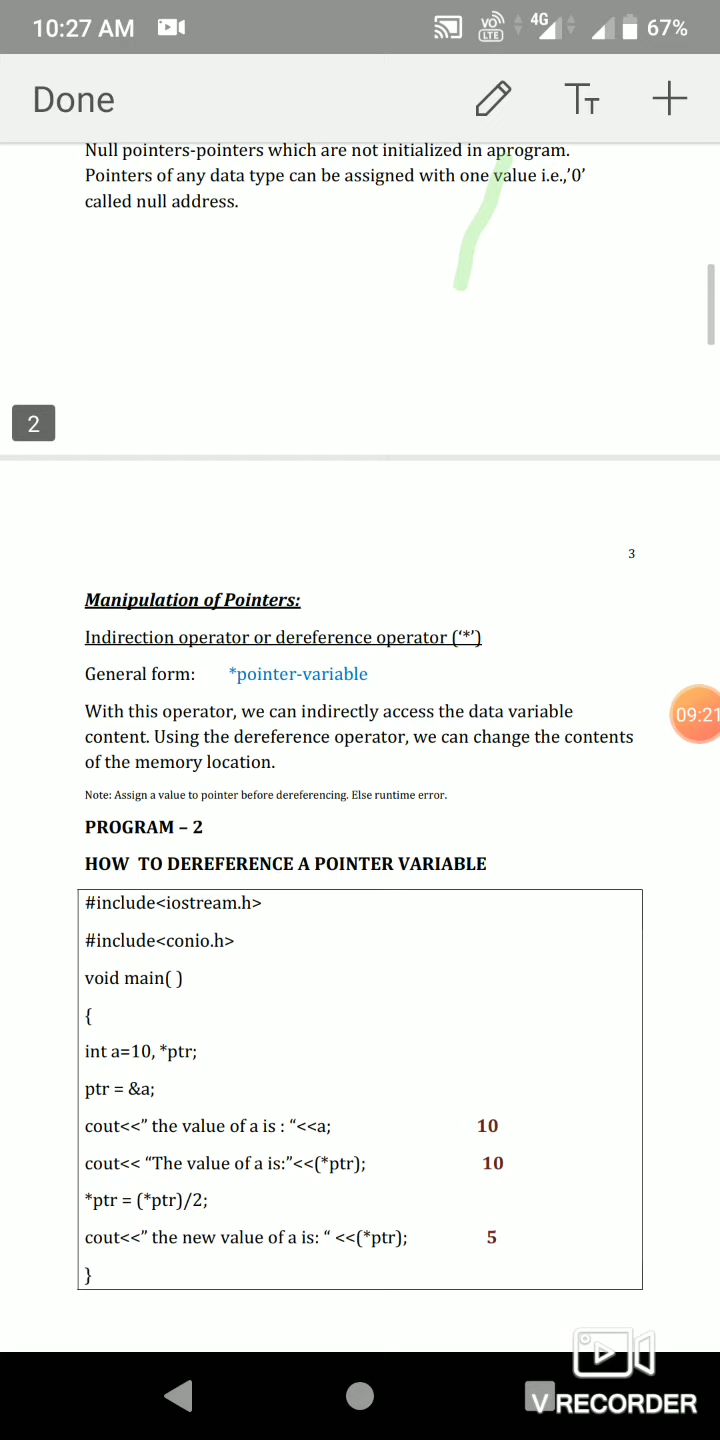 10:27 AM
VO LTE 4G 67%
Done
Null pointers-pointers which are not initialized in aprogram.
Pointers of any data type can be assigned with one value i.e.,’0’
called null address.
2
3
Manipulation of Pointers:
Indirection operator or dereference operator (‘*’)
General form: *pointer-variable
With this operator, we can indirectly access the data variable
content. Using the dereference operator, we can change the contents
of the memory location.
09:21
Note: Assign a value to pointer before dereferencing. Else runtime error.
PROGRAM – 2
HOW TO DEREFERENCE A POINTER VARIABLE
#include<iostream.h>
#include<conio.h>
void main( )
{
int a=10, *ptr;
ptr = &a;
cout<<” the value of a is : “<<a; 10
cout<< “The value of a is:”<<(*ptr); 10
*ptr = (*ptr)/2;
cout<<” the new value of a is: “ <<(*ptr); 5
}
V RECORDER